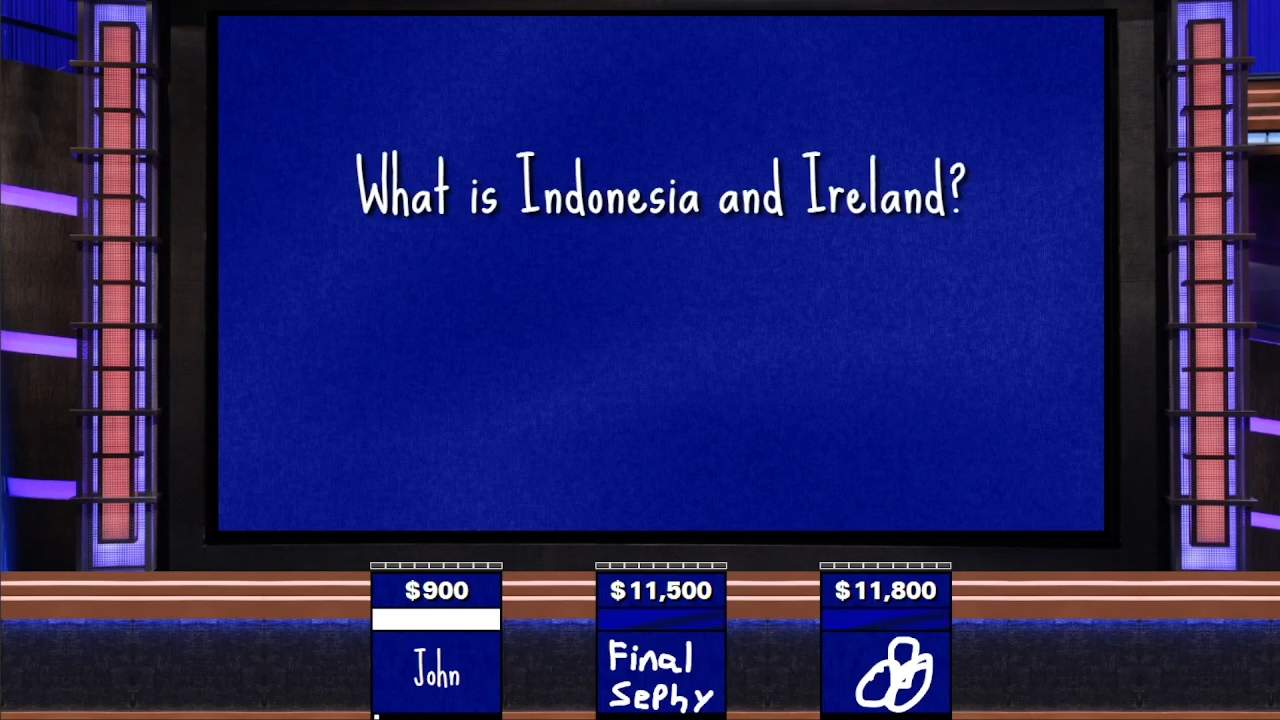 What is Indonesia and Ireland?
$900
$11,500
$11,800
John
Final
Sephy